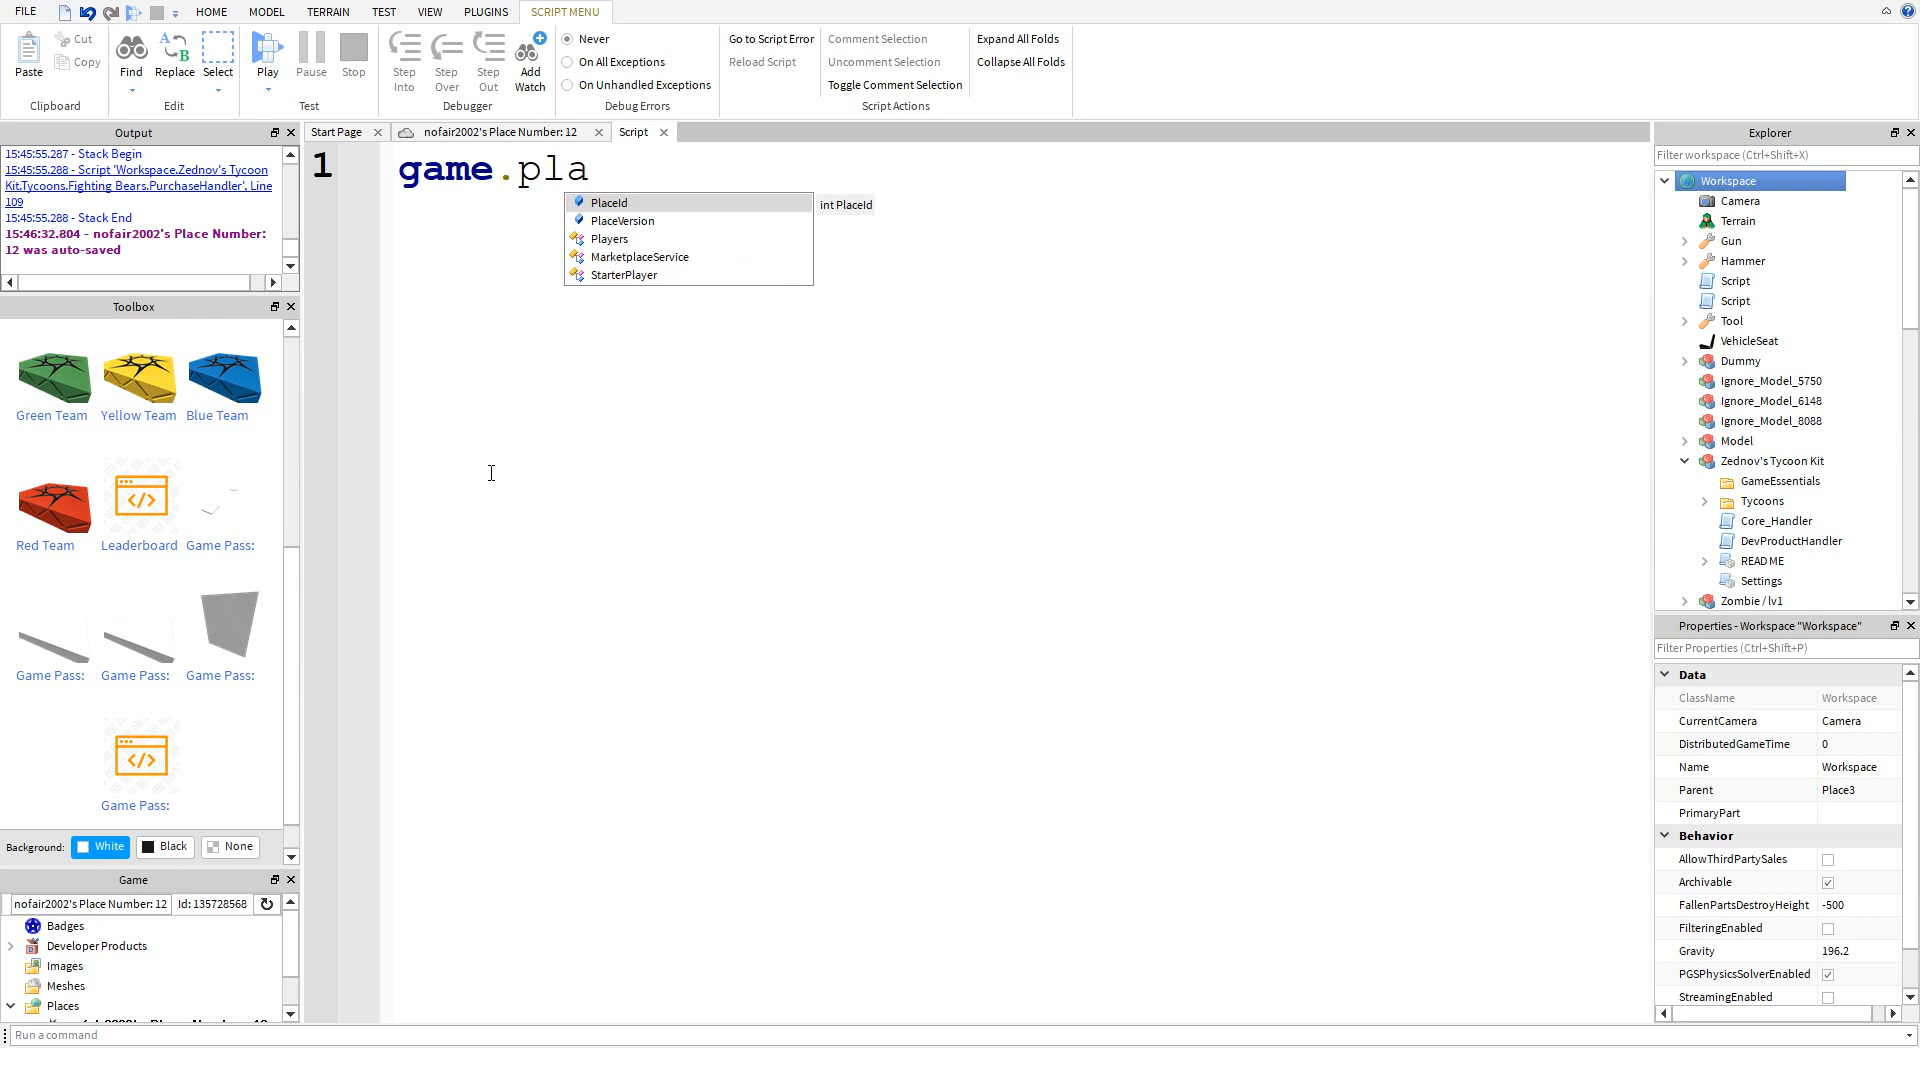 FILE HOME MODEL TERRAIN TEST VIEW PLUGINS SCRIPT MENU
Paste Cut Copy
Clipboard
Find Replace Select
Edit
Play Pause Stop
Test
Step Into Step Over Step Out Add Watch
Debugger
Never
On All Exceptions
On Unhandled Exceptions
Debug Errors
Go to Script Error
Reload Script
Comment Selection
Uncomment Selection
Toggle Comment Selection
Script Actions
Expand All Folds
Collapse All Folds
Output
15:45:55.287 - Stack Begin
15:45:55.288 - Script 'Workspace.Zednov's Tycoon
Kit.Tycoons.Fighting Bears.PurchaseHandler', Line
109
15:45:55.288 - Stack End
15:46:32.804 - nofair2002's Place Number:
12 was auto-saved
Toolbox
Green Team Yellow Team Blue Team
Red Team Leaderboard Game Pass:
Game Pass: Game Pass: Game Pass:
Game Pass:
Background: White Black None
Game
nofair2002's Place Number: 12 Id: 135728568
Badges
Developer Products
Images
Meshes
Places
Run a command
Start Page nofair2002's Place Number: 12 Script
1 game.pla
PlaceId int PlaceId
PlaceVersion
Players
MarketplaceService
StarterPlayer
Explorer
Filter workspace (Ctrl+Shift+X)
Workspace
Camera
Terrain
Gun
Hammer
Script
Script
Tool
VehicleSeat
Dummy
Ignore_Model_5750
Ignore_Model_6148
Ignore_Model_8088
Model
Zednov's Tycoon Kit
GameEssentials
Tycoons
Core_Handler
DevProductHandler
README
Settings
Zombie / lv1
Properties - Workspace "Workspace"
Filter Properties (Ctrl+Shift+P)
Data
ClassName Workspace
CurrentCamera Camera
DistributedGameTime 0
Name Workspace
Parent Place3
PrimaryPart
Behavior
AllowThirdPartySales
Archivable
FallenPartsDestroyHeight -500
FilteringEnabled
Gravity 196.2
PGSPhysicsSolverEnabled
StreamingEnabled